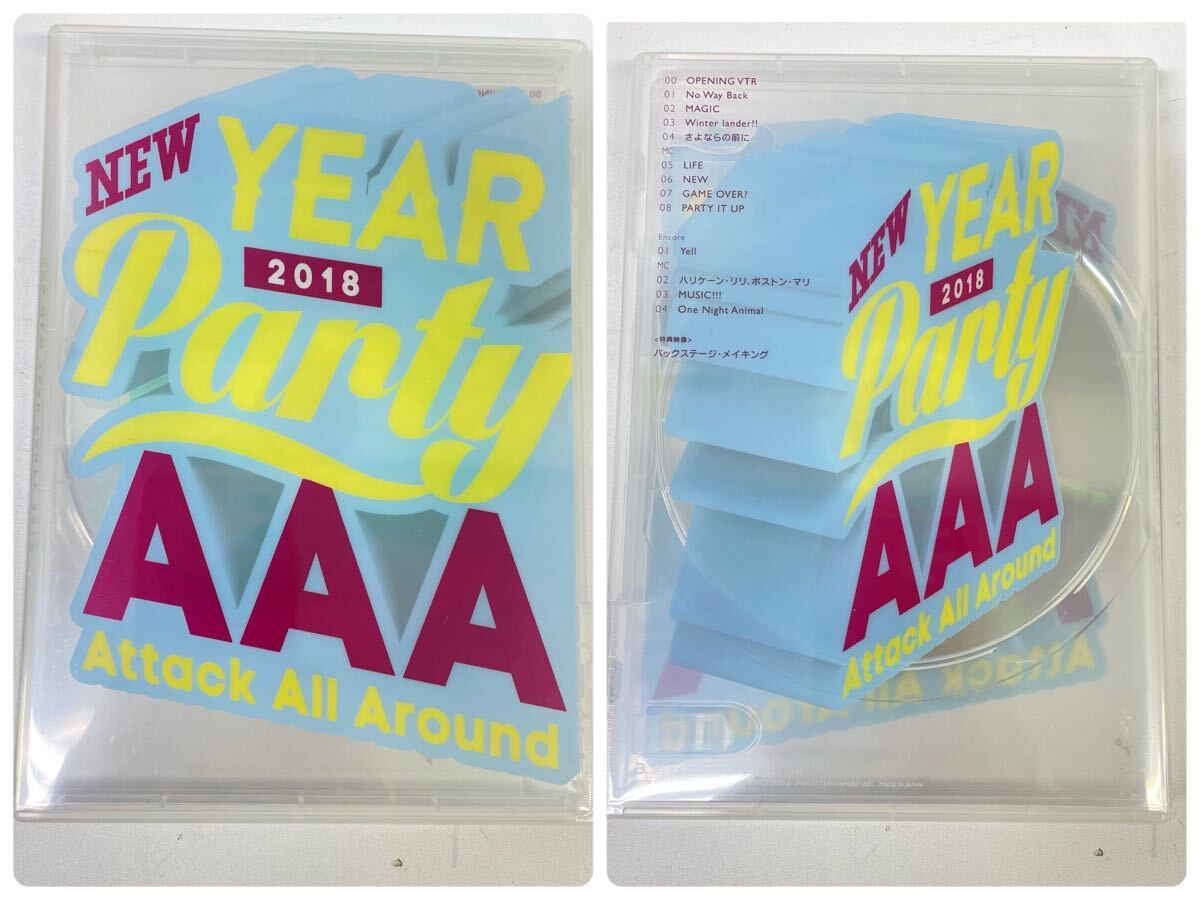 NEW
YEAR
2018
Party
AAA
Attack All Around
00 OPENING VTR
01 No Way Back
02 MAGIC
03 Winter lander!!
04 さよならの前に
MC
05 LIFE
06 NEW
07 GAME OVER?
08 PARTY IT UP
Encore
01 Yell
MC
02 ハリケーン・リリ、ボストン・マリ
03 MUSIC!!!
04 One Night Animal
<特典映像>
バックステージ・メイキング
NEW
YEAR
2018
Party
AAA
Attack All Around
BY AVEX ENTERTAINMENT INC. MADE IN JAPAN